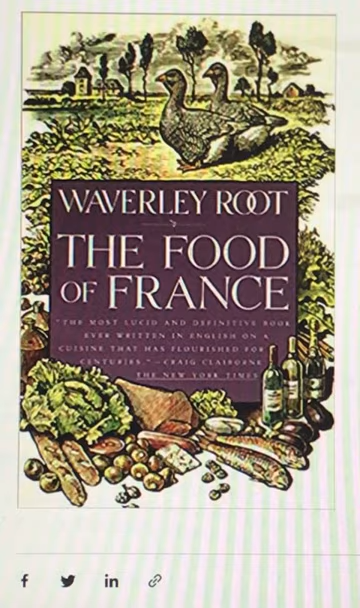 WAVERLEY ROOT
THE FOOD
OF FRANCE
"THE MOST LUCID AND DEFINITIVE BOOK
EVER WRITTEN IN ENGLISH ON A
CUISINE THAT HAS FLOURISHED FOR
CENTURIES."—CRAIG CLAIBORNE
THE NEW YORK TIMES